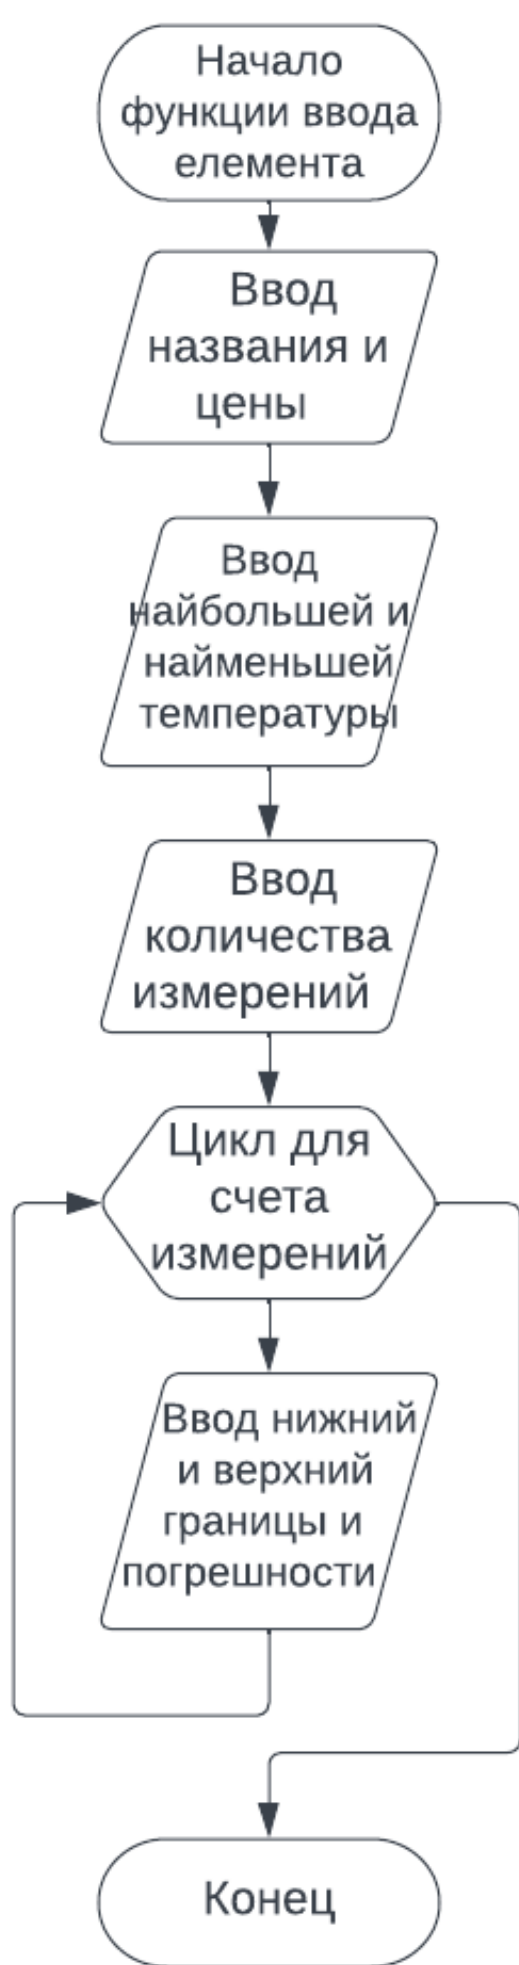 Начало
функции ввода
елемента
Ввод
названия и
цены
Ввод
найбольшей и
найменьшей
температуры
Ввод
количества
измерений
Цикл для
счета
измерений
Ввод нижний
и верхний
границы и
погрешности
Конец